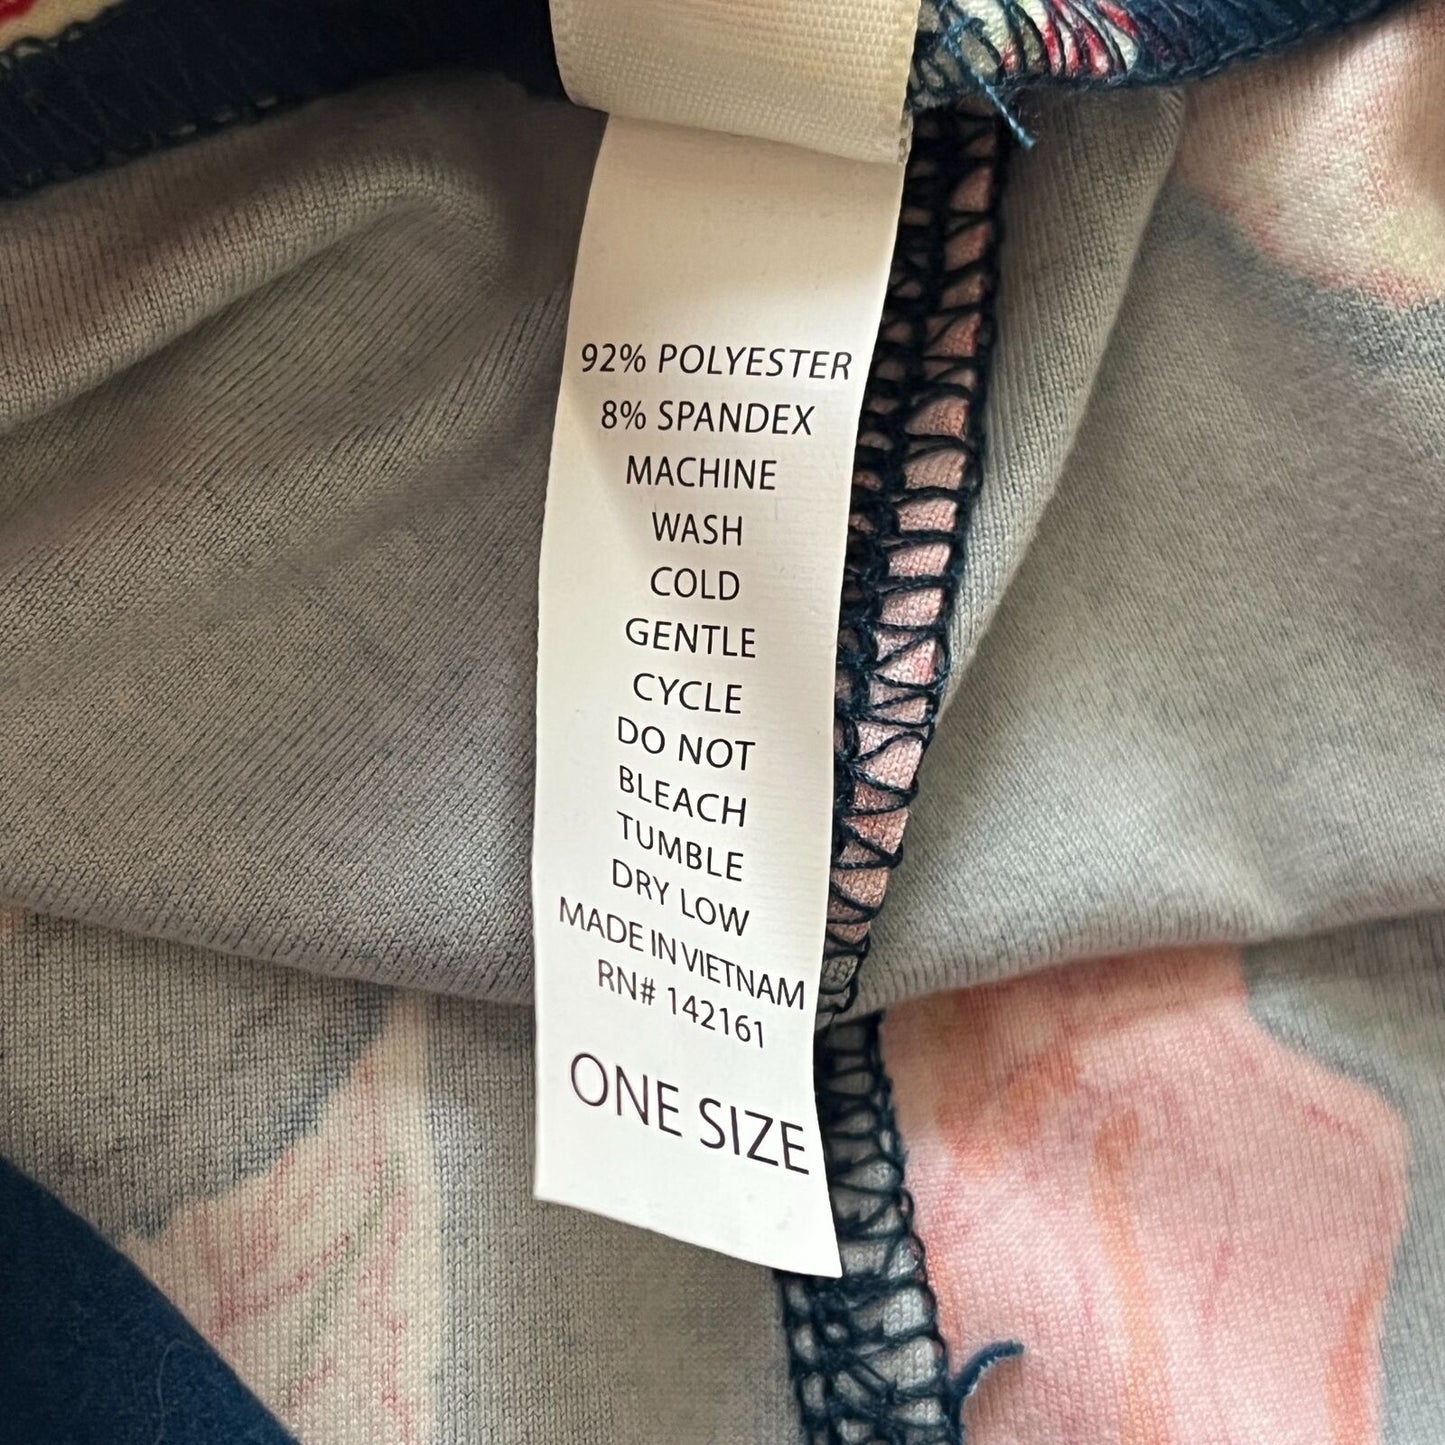 92% POLYESTER
8% SPANDEX
MACHINE
WASH
COLD
GENTLE
CYCLE
DO NOT
BLEACH
TUMBLE
DRY LOW
MADE IN VIETNAM
RN# 142161
ONE SIZE